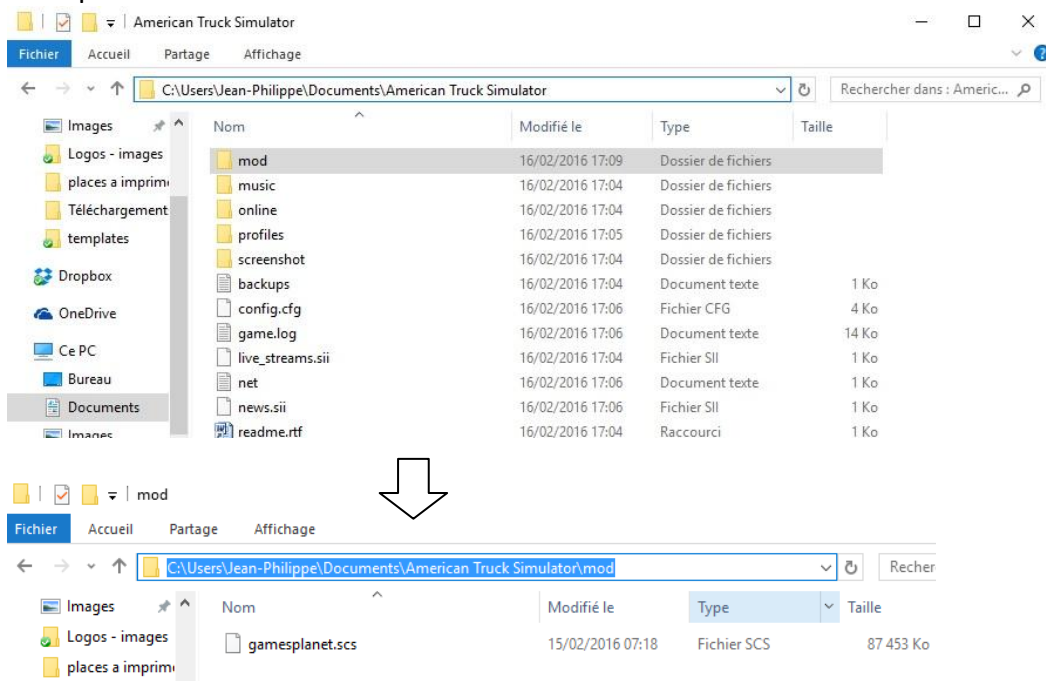 American Truck Simulator
Fichier Accueil Partage Affichage
C:\Users\Jean-Philippe\Documents\American Truck Simulator Rechercher dans : Americ...
Images Nom Modifié le Type Taille
Logos - images mod 16/02/2016 17:09 Dossier de fichiers
places a imprim music 16/02/2016 17:04 Dossier de fichiers
Téléchargement online 16/02/2016 17:04 Dossier de fichiers
templates profiles 16/02/2016 17:05 Dossier de fichiers
screenshot 16/02/2016 17:04 Dossier de fichiers
Dropbox backups 16/02/2016 17:04 Document texte 1 Ko
OneDrive config.cfg 16/02/2016 17:06 Fichier CFG 4 Ko
game.log 16/02/2016 17:06 Document texte 14 Ko
Ce PC live_streams.sii 16/02/2016 17:04 Fichier SII 1 Ko
Bureau net 16/02/2016 17:06 Document texte 1 Ko
Documents news.sii 16/02/2016 17:06 Fichier SII 1 Ko
Images readme.rtf 16/02/2016 17:04 Raccourci 1 Ko
mod
Fichier Accueil Partage Affichage
C:\Users\Jean-Philippe\Documents\American Truck Simulator\mod Recher
Images Nom Modifié le Type Taille
Logos - images gamesplanet.scs 15/02/2016 07:18 Fichier SCS 87 453 Ko
places a imprim